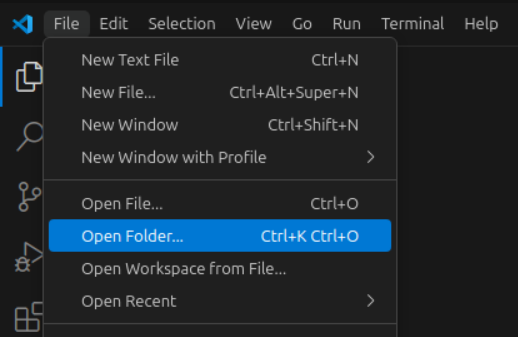 File Edit Selection View Go Run Terminal Help
New Text File Ctrl+N
New File... Ctrl+Alt+Super+N
New Window Ctrl+Shift+N
New Window with Profile
Open File... Ctrl+O
Open Folder... Ctrl+K Ctrl+O
Open Workspace from File...
Open Recent